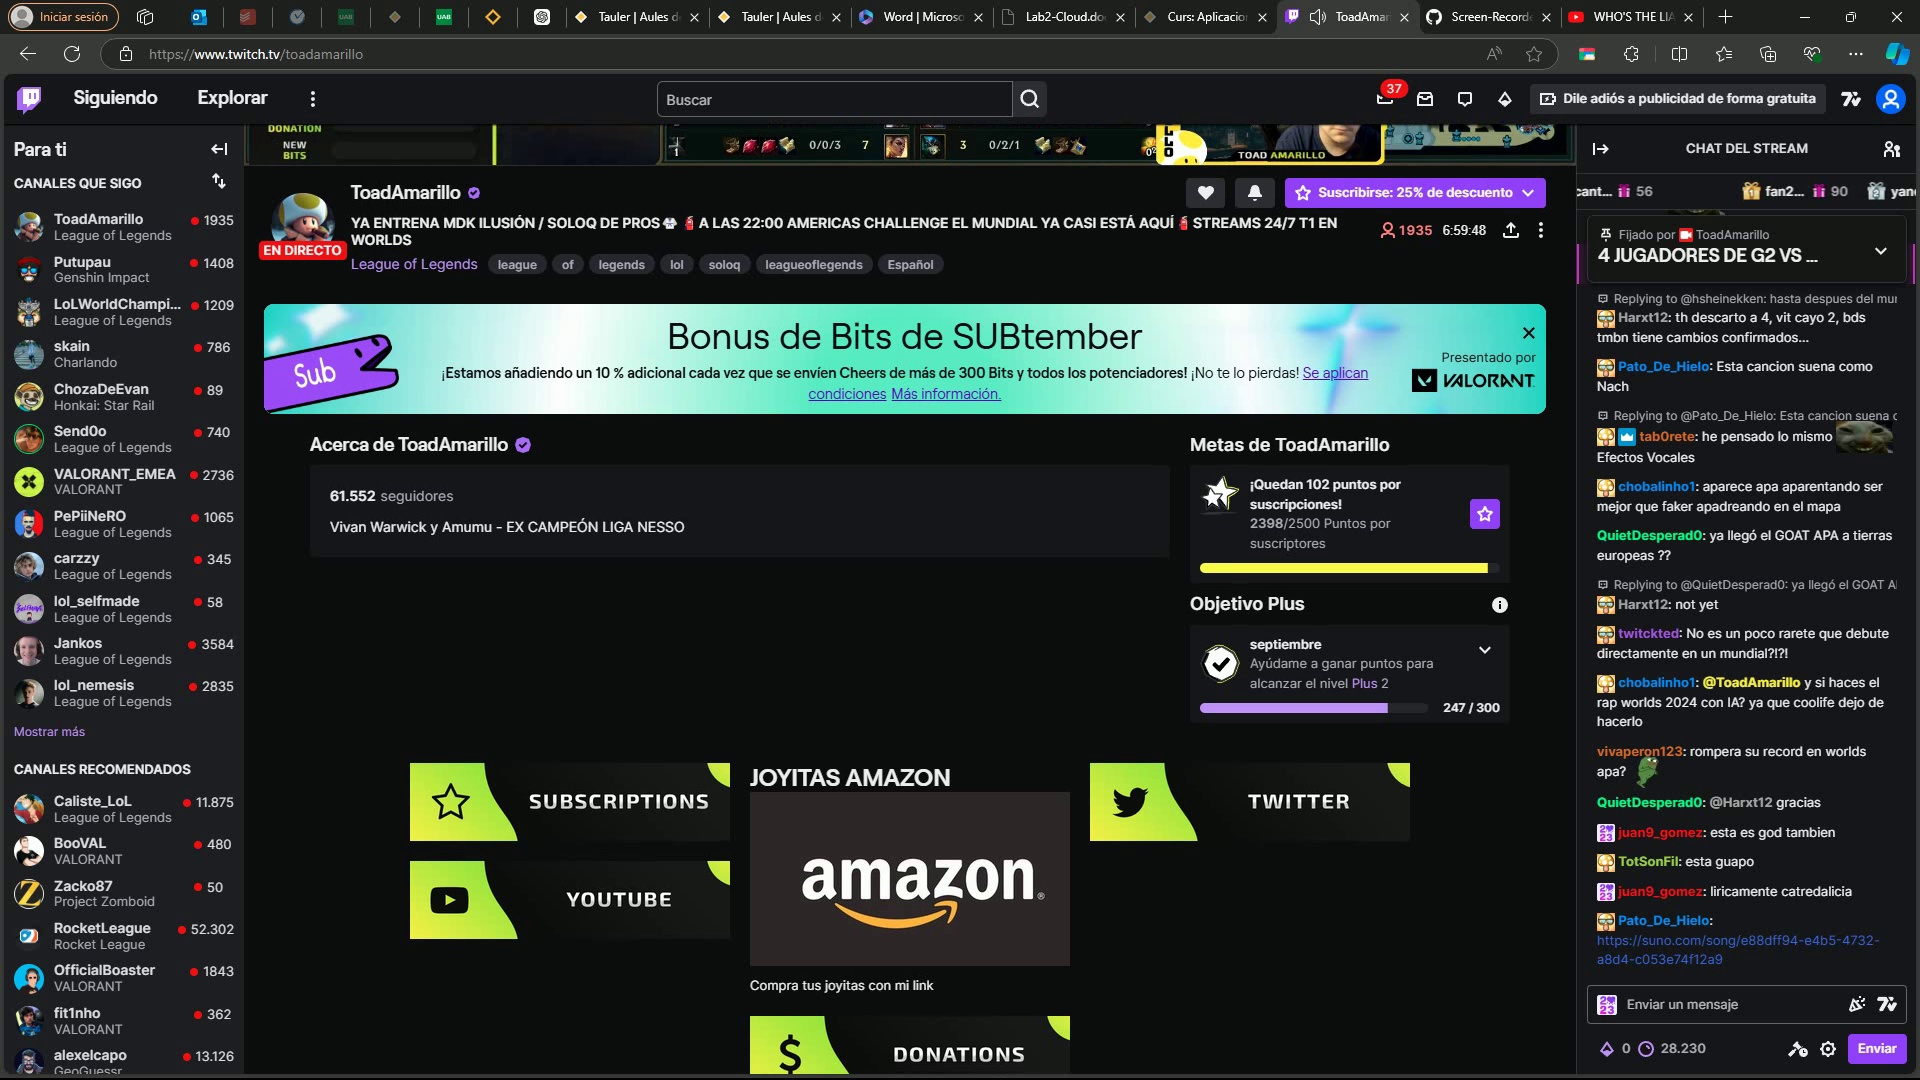 Iniciar sesión
Tauler | Aules d
Tauler | Aules d
Word | Microso
Lab2-Cloud.do
Curs: Aplicacio
ToadAmar
Screen-Recorde
WHO'S THE LIA
https://www.twitch.tv/toadamarillo
Siguiendo
Explorar
Buscar
37
Dile adiós a publicidad de forma gratuita
Para ti
CANALES QUE SIGO
ToadAmarillo
1935
League of Legends
Putupau
1408
Genshin Impact
LoLWorldChampi...
1209
League of Legends
skain
786
Charlando
ChozaDeEvan
89
Honkai: Star Rail
Send0o
740
League of Legends
VALORANT_EMEA
2736
VALORANT
PePiiNeRO
1065
League of Legends
carzzy
345
League of Legends
lol_selfmade
58
League of Legends
Jankos
3584
League of Legends
lol_nemesis
2835
League of Legends
Mostrar más
CANALES RECOMENDADOS
Caliste_LoL
11.875
League of Legends
BooVAL
480
VALORANT
Zacko87
50
Project Zomboid
RocketLeague
52.302
Rocket League
OfficialBoaster
1843
VALORANT
fit1nho
362
VALORANT
alexelcapo
13.126
GeoGuessr
DONATION
NEW
BITS
1
0/0/3
7
3
0/2/1
TOAD AMARILLO
ToadAmarillo
EN DIRECTO
YA ENTRENA MDK ILUSIÓN / SOLOQ DE PROS A LAS 22:00 AMERICAS CHALLENGE EL MUNDIAL YA CASI ESTÁ AQUÍ STREAMS 24/7 T1 EN
WORLDS
League of Legends
league
of
legends
lol
soloq
leagueoflegends
Español
Suscribirse: 25% de descuento
1935
6:59:48
Sub
Bonus de Bits de SUBtember
¡Estamos añadiendo un 10 % adicional cada vez que se envíen Cheers de más de 300 Bits y todos los potenciadores! ¡No te lo pierdas! Se aplican
condiciones Más información.
Presentado por
VALORANT
Acerca de ToadAmarillo
61.552 seguidores
Vivan Warwick y Amumu - EX CAMPEÓN LIGA NESSO
Metas de ToadAmarillo
¡Quedan 102 puntos por
suscripciones!
2398/2500 Puntos por
suscriptores
Objetivo Plus
septiembre
Ayúdame a ganar puntos para
alcanzar el nivel Plus 2
247 / 300
SUBSCRIPTIONS
YOUTUBE
JOYITAS AMAZON
amazon
Compra tus joyitas con mi link
DONATIONS
TWITTER
CHAT DEL STREAM
cant...
56
fan2...
90
yan
Fijado por ToadAmarillo
4 JUGADORES DE G2 VS ...
Replying to @hsheinekken: hasta despues del mun
Harxt12: th descarto a 4, vit cayo 2, bds
tmbn tiene cambios confirmados...
Pato_De_Hielo: Esta cancion suena como
Nach
Replying to @Pato_De_Hielo: Esta cancion suena c
tab0rete: he pensado lo mismo
Efectos Vocales
chobalinho1: aparece apa aparentando ser
mejor que faker apadreando en el mapa
QuietDesperad0: ya llegó el GOAT APA a tierras
europeas ??
Replying to @QuietDesperad0: ya llegó el GOAT A
Harxt12: not yet
twitckted: No es un poco rarete que debute
directamente en un mundial?!?!
chobalinho1: @ToadAmarillo y si haces el
rap worlds 2024 con IA? ya que coolife dejo de
hacerlo
vivaperon123: rompera su record en worlds
apa?
QuietDesperad0: @Harxt12 gracias
juan9_gomez: esta es god tambien
TotSonFil: esta guapo
juan9_gomez: liricamente catredalicia
Pato_De_Hielo:
https://suno.com/song/e88dff94-e4b5-4732-
a8d4-c053e74f12a9
Enviar un mensaje
0
28.230
Enviar